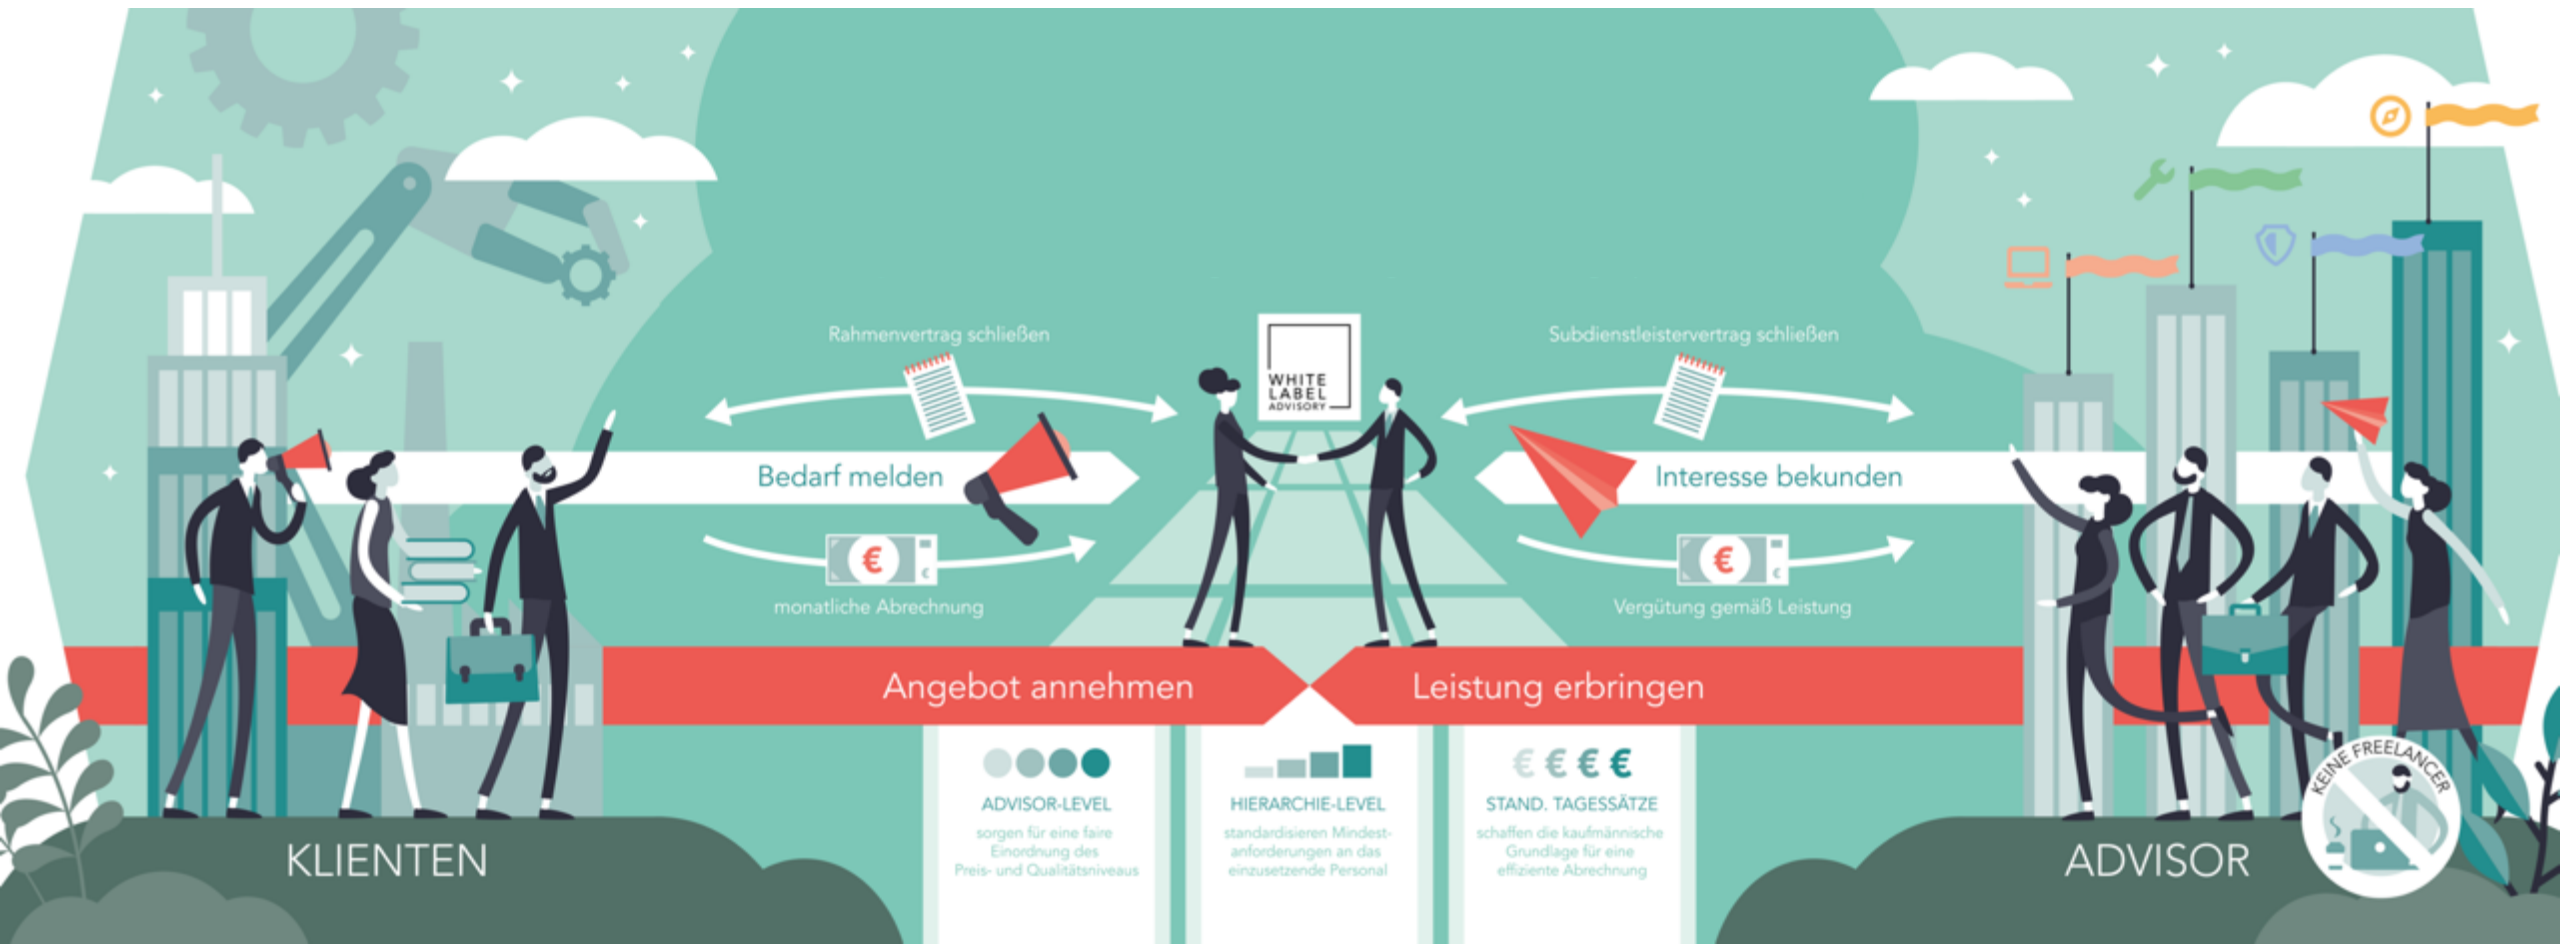 Rahmenvertrag schließen
Bedarf melden
€
€
monatliche Abrechnung
WHITE
LABEL
ADVISORY
Subdienstleistervertrag schließen
Interesse bekunden
€
€
Vergütung gemäß Leistung
Angebot annehmen
Leistung erbringen
KLIENTEN
€ € € €
ADVISOR-LEVEL
sorgen für eine faire
Einordnung des
Preis- und Qualitätsniveaus
HIERARCHIE-LEVEL
standardisieren Mindest-
anforderungen an das
einzusetzende Personal
STAND. TAGESSÄTZE
schaffen die kaufmännische
Grundlage für eine
effiziente Abrechnung
ADVISOR
KEINE FREELANCER